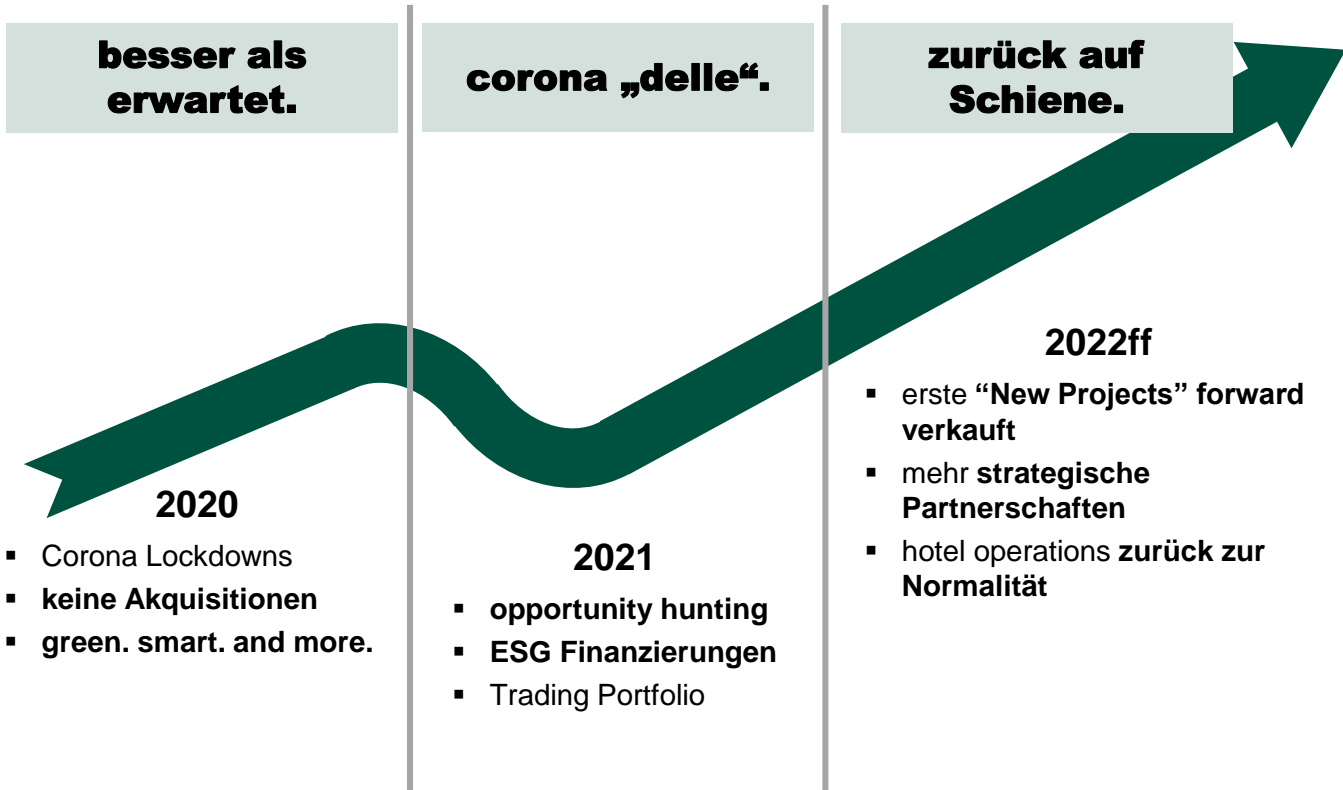 besser als
erwartet.
corona „delle“.
zurück auf
Schiene.
2020
▪ Corona Lockdowns
▪ keine Akquisitionen
▪ green. smart. and more.
2021
▪ opportunity hunting
▪ ESG Finanzierungen
▪ Trading Portfolio
2022ff
▪ erste “New Projects” forward
verkauft
▪ mehr strategische
Partnerschaften
▪ hotel operations zurück zur
Normalität